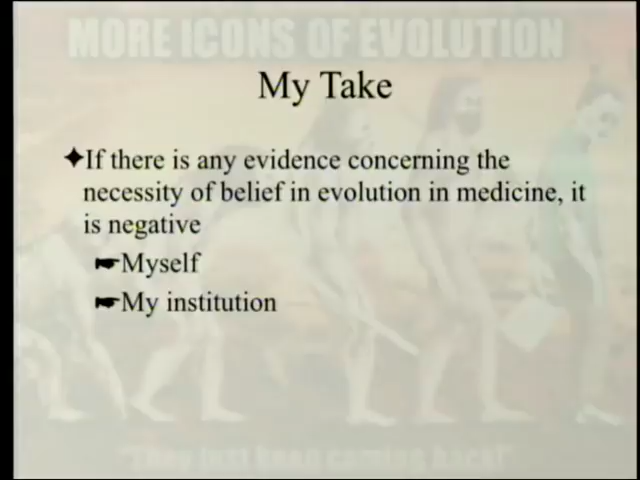 MORE ICONS OF EVOLUTION
My Take
✦If there is any evidence concerning the
necessity of belief in evolution in medicine, it
is negative
☛Myself
☛My institution
"They just keep coming back!"